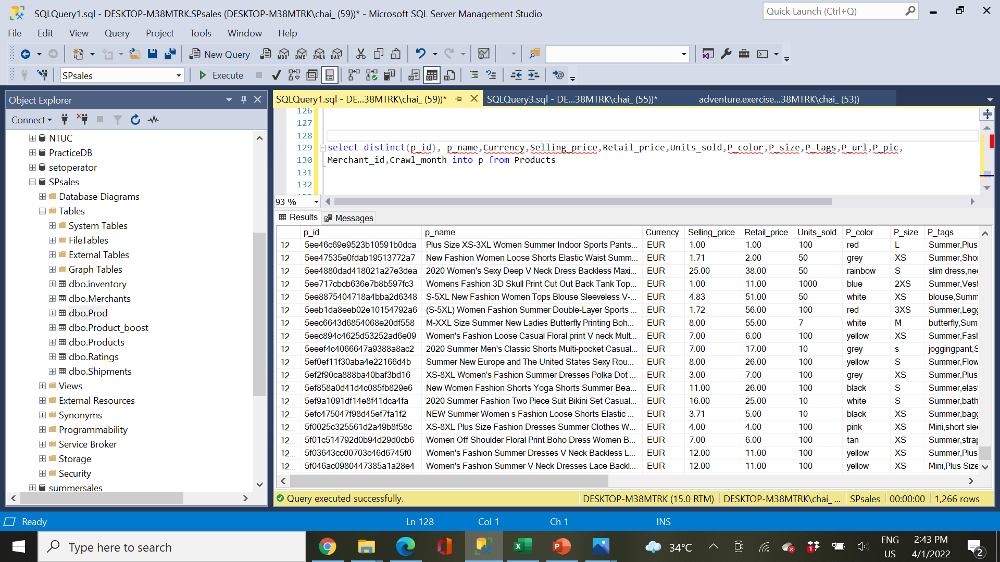 SQLQuery1.sql - DESKTOP-M38MTRK.SPsales (DESKTOP-M38MTRK\chai_ (59))* - Microsoft SQL Server Management Studio
Quick Launch (Ctrl+Q)
File Edit View Query Project Tools Window Help
New Query MDX DMX XMLA DAX
SPsales Execute
Object Explorer
Connect
NTUC
PracticeDB
setoperator
SPsales
Database Diagrams
Tables
System Tables
FileTables
External Tables
Graph Tables
dbo.inventory
dbo.Merchants
dbo.Prod
dbo.Product_boost
dbo.Products
dbo.Ratings
dbo.Shipments
Views
External Resources
Synonyms
Programmability
Service Broker
Storage
Security
summersales
SQLQuery1.sql - DE...38MTRK\chai_ (59))* SQLQuery3.sql - DE...38MTRK\chai_ (55))* adventure.exercise...38MTRK\chai_ (53))
126
127
128
129 select distinct(p_id), p_name,Currency,Selling_price,Retail_price,Units_sold,P_color,P_size,P_tags,P_url,P_pic,
130 Merchant_id,Crawl_month into p from Products
131
132
93 %
Results Messages
p_id p_name Currency Selling_price Retail_price Units_sold P_color P_size P_tags
12... 5ee46c69e9523b10591b0dca Plus Size XS-3XL Women Summer Indoor Sports Pants... EUR 1.00 1.00 100 red L Summer,Plus
12... 5ee47535e0fdab19513772a7 New Fashion Women Loose Shorts Elastic Waist Summ... EUR 1.71 2.00 50 grey XS Summer,Shor
12... 5ee4880dad418021a27e3dea 2020 Women's Sexy Deep V Neck Dress Backless Maxi... EUR 25.00 38.00 50 rainbow S slim dress,nec
12... 5ee717cbcb636e7b8b597fc3 Womens Fashion 3D Skull Print Cut Out Back Tank Top... EUR 1.00 11.00 1000 blue 2XS Summer,Vest
12... 5ee8875404718a4bba2d6348 S-5XL New Fashion Women Tops Blouse Sleeveless V-... EUR 4.83 51.00 50 white XS blouse,Summ
12... 5eeb1da8eeb02e10154792a6 (S-5XL) Women Fashion Summer Double-Layer Sports ... EUR 1.72 56.00 100 red 3XS Summer,Legg
12... 5eec6643d6854068e20df558 M-XXL Size Summer New Ladies Butterfly Printing Boh... EUR 8.00 55.00 7 white M butterfly,Sum
12... 5eec894c4625d53252ad6e09 Women's Fashion Loose Casual Floral print V neck Mult... EUR 7.00 6.00 100 yellow XS Summer,Fash
12... 5eeef4c4066647a9388a8ac2 2020 Summer Men's Classic Shorts Multi-pocket Casual... EUR 7.00 17.00 10 grey s joggingpant,S
12... 5ef0ef11f30aba4e22166d4b Summer New Europe and The United States Sexy Rou... EUR 8.00 26.00 100 yellow S Summer,Flow
12... 5ef2f90ca888ba40baf3bd16 XS-8XL Women's Fashion Summer Dresses Polka Dot ... EUR 3.00 7.00 100 grey XS Summer,Plus
12... 5ef858a0d41d4c085fb829e6 New Women Fashion Shorts Yoga Shorts Summer Bea... EUR 11.00 26.00 100 black S Summer,elast
12... 5ef9a1091df14e8f41dca4fa 2020 Summer Fashion Two Piece Suit Bikini Set Casual... EUR 16.00 25.00 10 white S Summer,bath
12... 5efc475047f98d45ef7fa1f2 NEW Summer Women s Fashion Loose Shorts Elastic ... EUR 3.71 5.00 10 black XS Summer,bagg
12... 5f0025c325561d2a49b8f58c XS-8XL Plus Size Fashion Dresses Summer Clothes W... EUR 4.00 4.00 100 pink XS Mini,short slee
12... 5f01c514792d0b94d29d0cb6 Women Off Shoulder Floral Print Boho Dress Women B... EUR 7.00 6.00 100 tan XS Summer,strap
12... 5f03643cc00703c46d6745f0 Women's Fashion Summer Dresses V Neck Backless L... EUR 12.00 11.00 100 yellow XS Summer,Plus
12... 5f046ac0980447385a1a28e4 Women's Fashion Summer V Neck Dresses Lace Backl... EUR 12.00 11.00 100 yellow XS Mini,Plus Size
Query executed successfully. DESKTOP-M38MTRK (15.0 RTM) DESKTOP-M38MTRK\chai_ ... SPsales 00:00:00 1,266 rows
Ready Ln 128 Col 1 Ch 1 INS
Type here to search
34°C
ENG
US
2:43 PM
4/1/2022
2